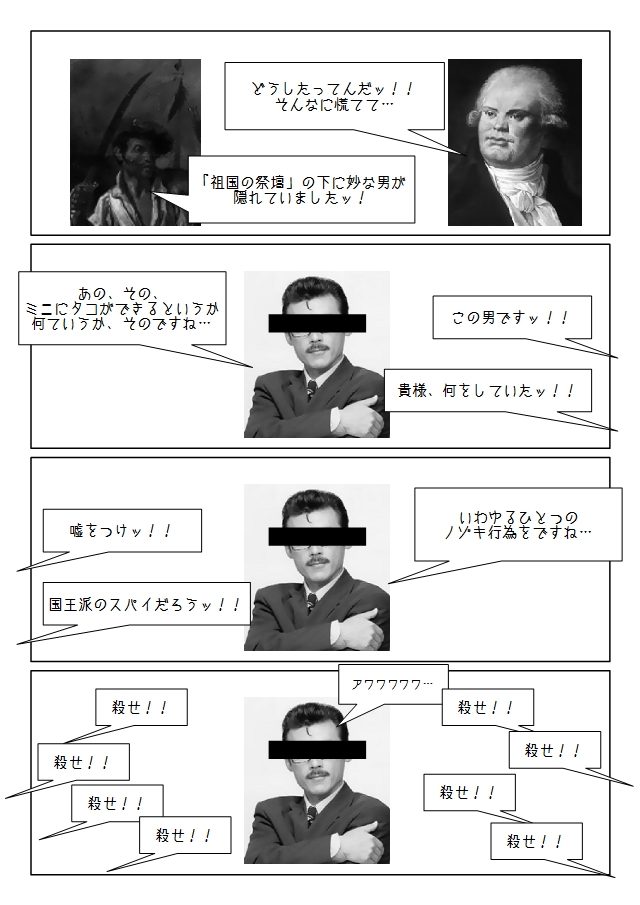 どうしたってんだッ！！
そんなに慌てて…
「祖国の祭壇」の下に妙な男が
隠れていましたッ！
あの、その、
ミニにタコができるというか
何ていうか、そのですね…
この男ですッ！！
貴様、何をしていたッ！！
いわゆるひとつの
ノゾキ行為をですね…
嘘をつけッ！！
国王派のスパイだろうッ！！
アワワワワワ…
殺せ！！
殺せ！！
殺せ！！
殺せ！！
殺せ！！
殺せ！！
殺せ！！
殺せ！！